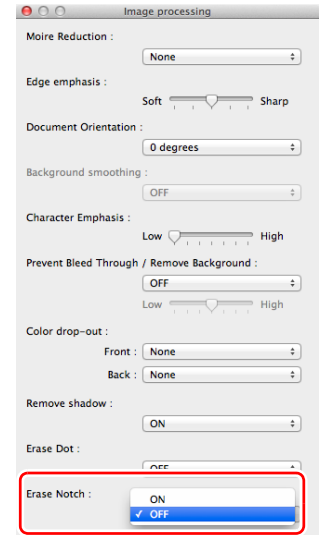 Image processing
Moire Reduction :
None
Edge emphasis :
Soft Sharp
Document Orientation :
0 degrees
Background smoothing :
OFF
Character Emphasis :
Low High
Prevent Bleed Through / Remove Background :
OFF
Low High
Color drop-out :
Front : None
Back : None
Remove shadow :
ON
Erase Dot :
OFF
Erase Notch :
ON
✓ OFF